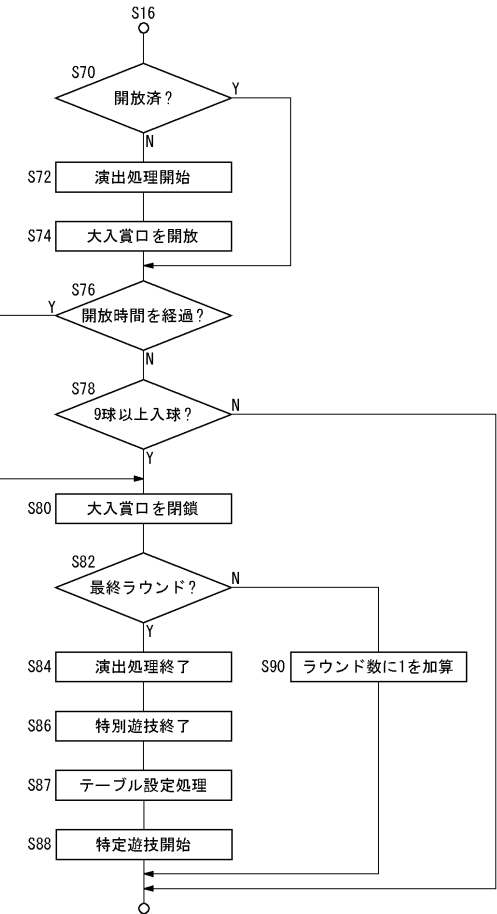 S16
S70
開放済？
Y
N
S72
演出処理開始
S74
大入賞口を開放
S76
Y
開放時間を経過？
N
S78
9球以上入球？
N
Y
S80
大入賞口を閉鎖
S82
最終ラウンド？
N
Y
S84
演出処理終了
S90
ラウンド数に1を加算
S86
特別遊技終了
S87
テーブル設定処理
S88
特定遊技開始